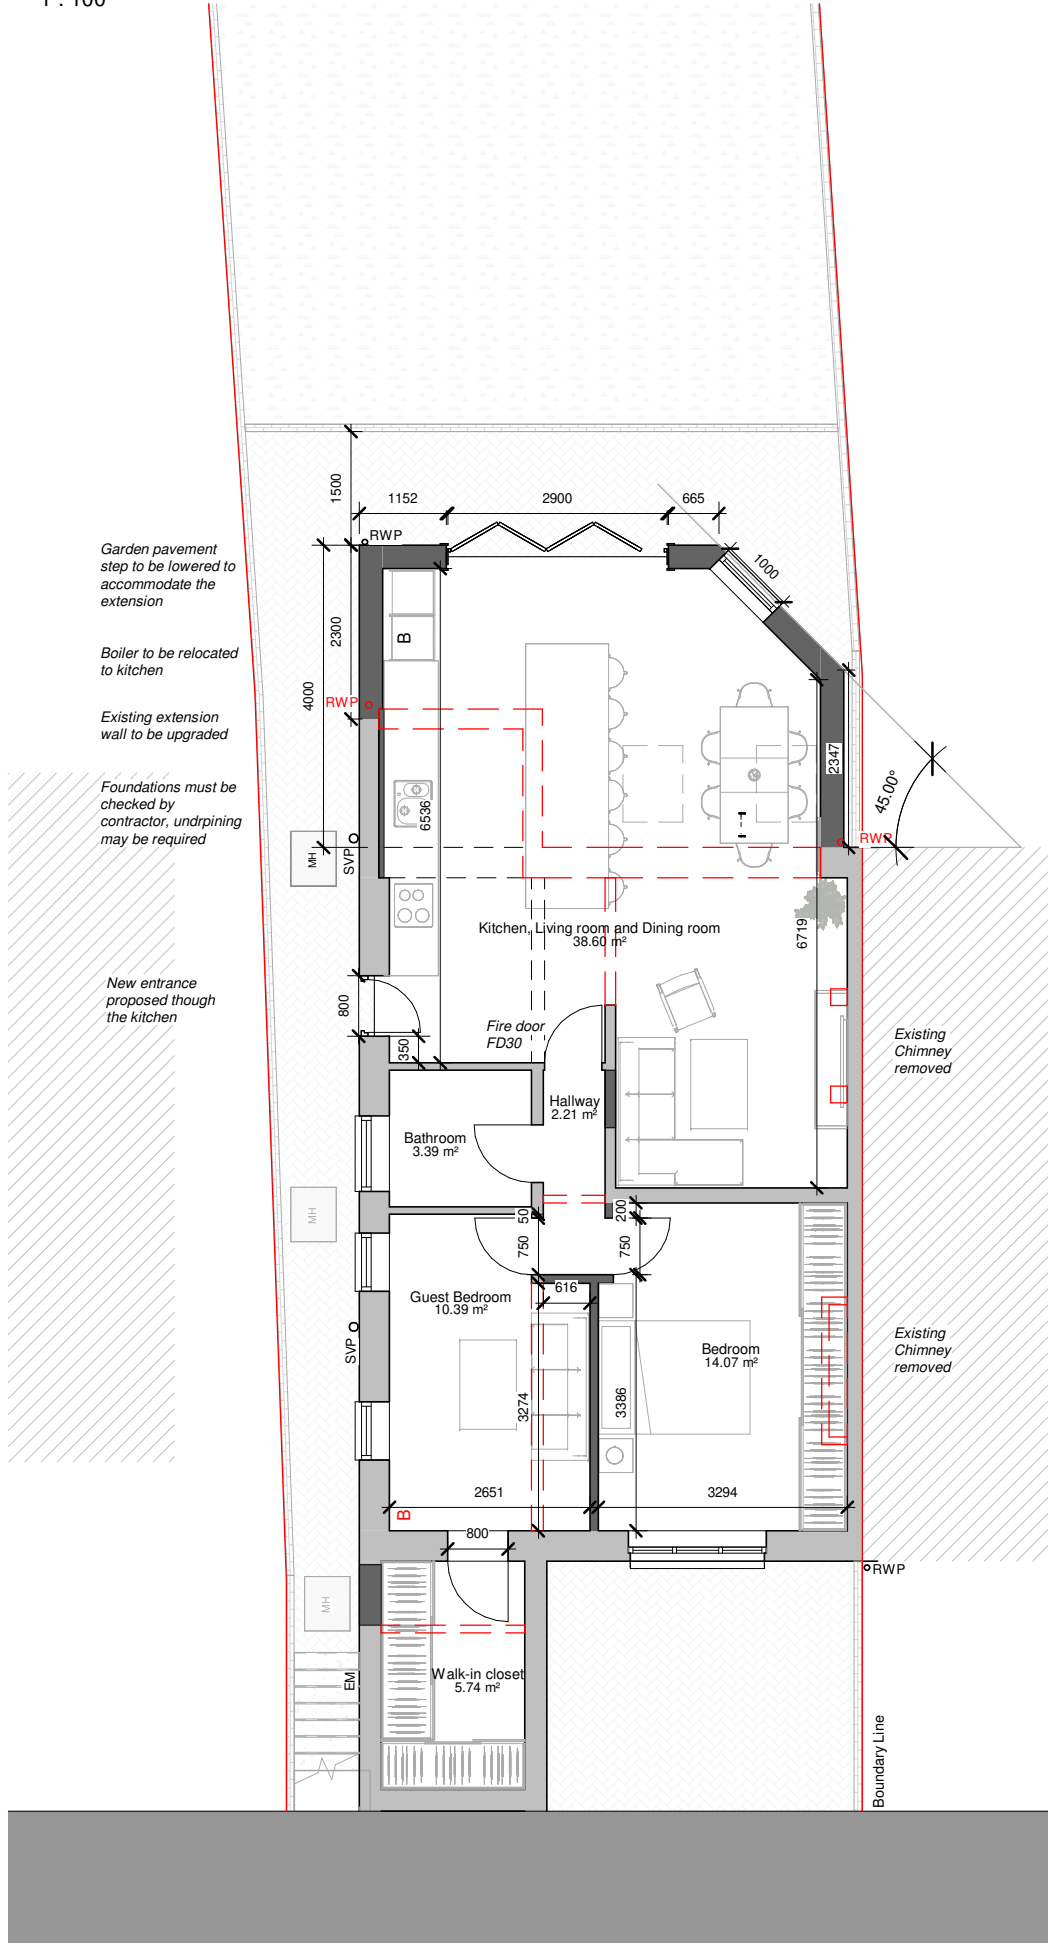 1 : 100
1500
1152
2900
665
RWP
1000
Garden pavement
step to be lowered to
accommodate the
extension
2300
4000
B
Boiler to be relocated
to kitchen
RWP
Existing extension
wall to be upgraded
2347
45.00°
Foundations must be
checked by
contractor, undrpining
may be required
6536
MH
SVP
RWP
Kitchen, Living room and Dining room
38.60 m²
6719
New entrance
proposed though
the kitchen
800
350
Fire door
FD30
Existing
Chimney
removed
Hallway
2.21 m²
Bathroom
3.39 m²
MH
50
200
750
750
616
Guest Bedroom
10.39 m²
SVP
Bedroom
14.07 m²
Existing
Chimney
removed
3274
3386
2651
3294
B
800
RWP
MH
EM
Walk-in closet
5.74 m²
Boundary Line